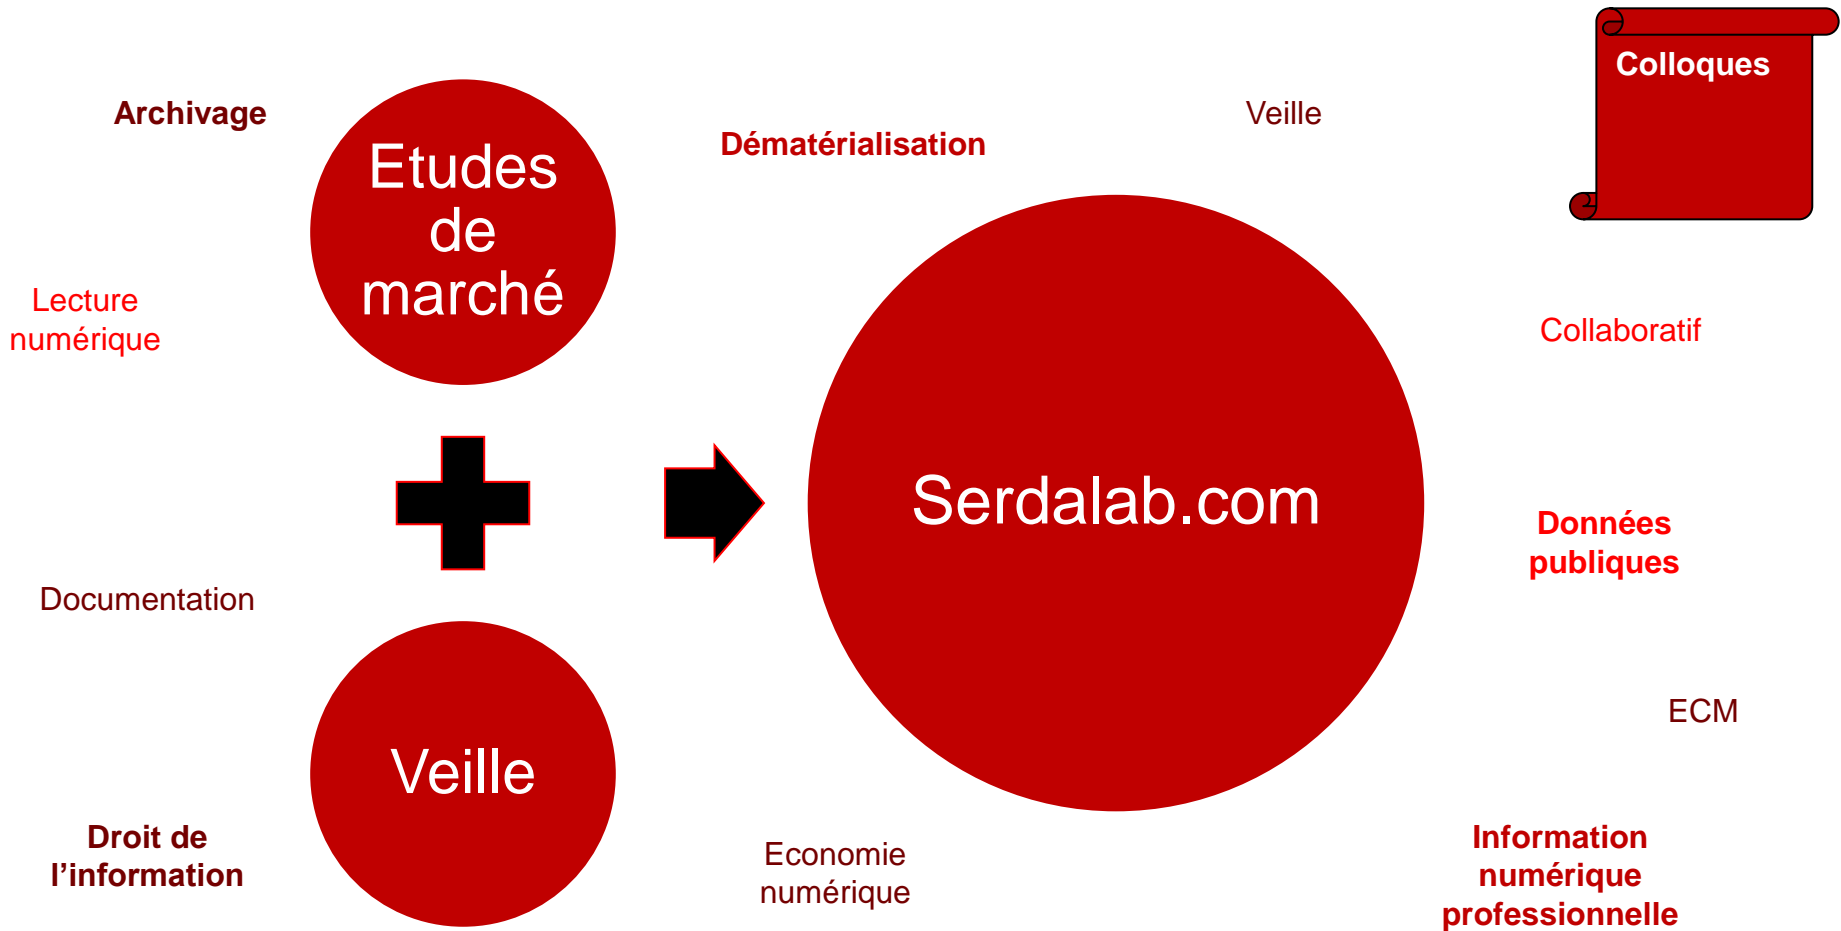 Colloques
Archivage
Veille
Dématérialisation
Etudes
de
marché
Lecture
numérique
Collaboratif
Serdalab.com
Données
publiques
Documentation
ECM
Veille
Droit de
l’information
Economie
numérique
Information
numérique
professionnelle